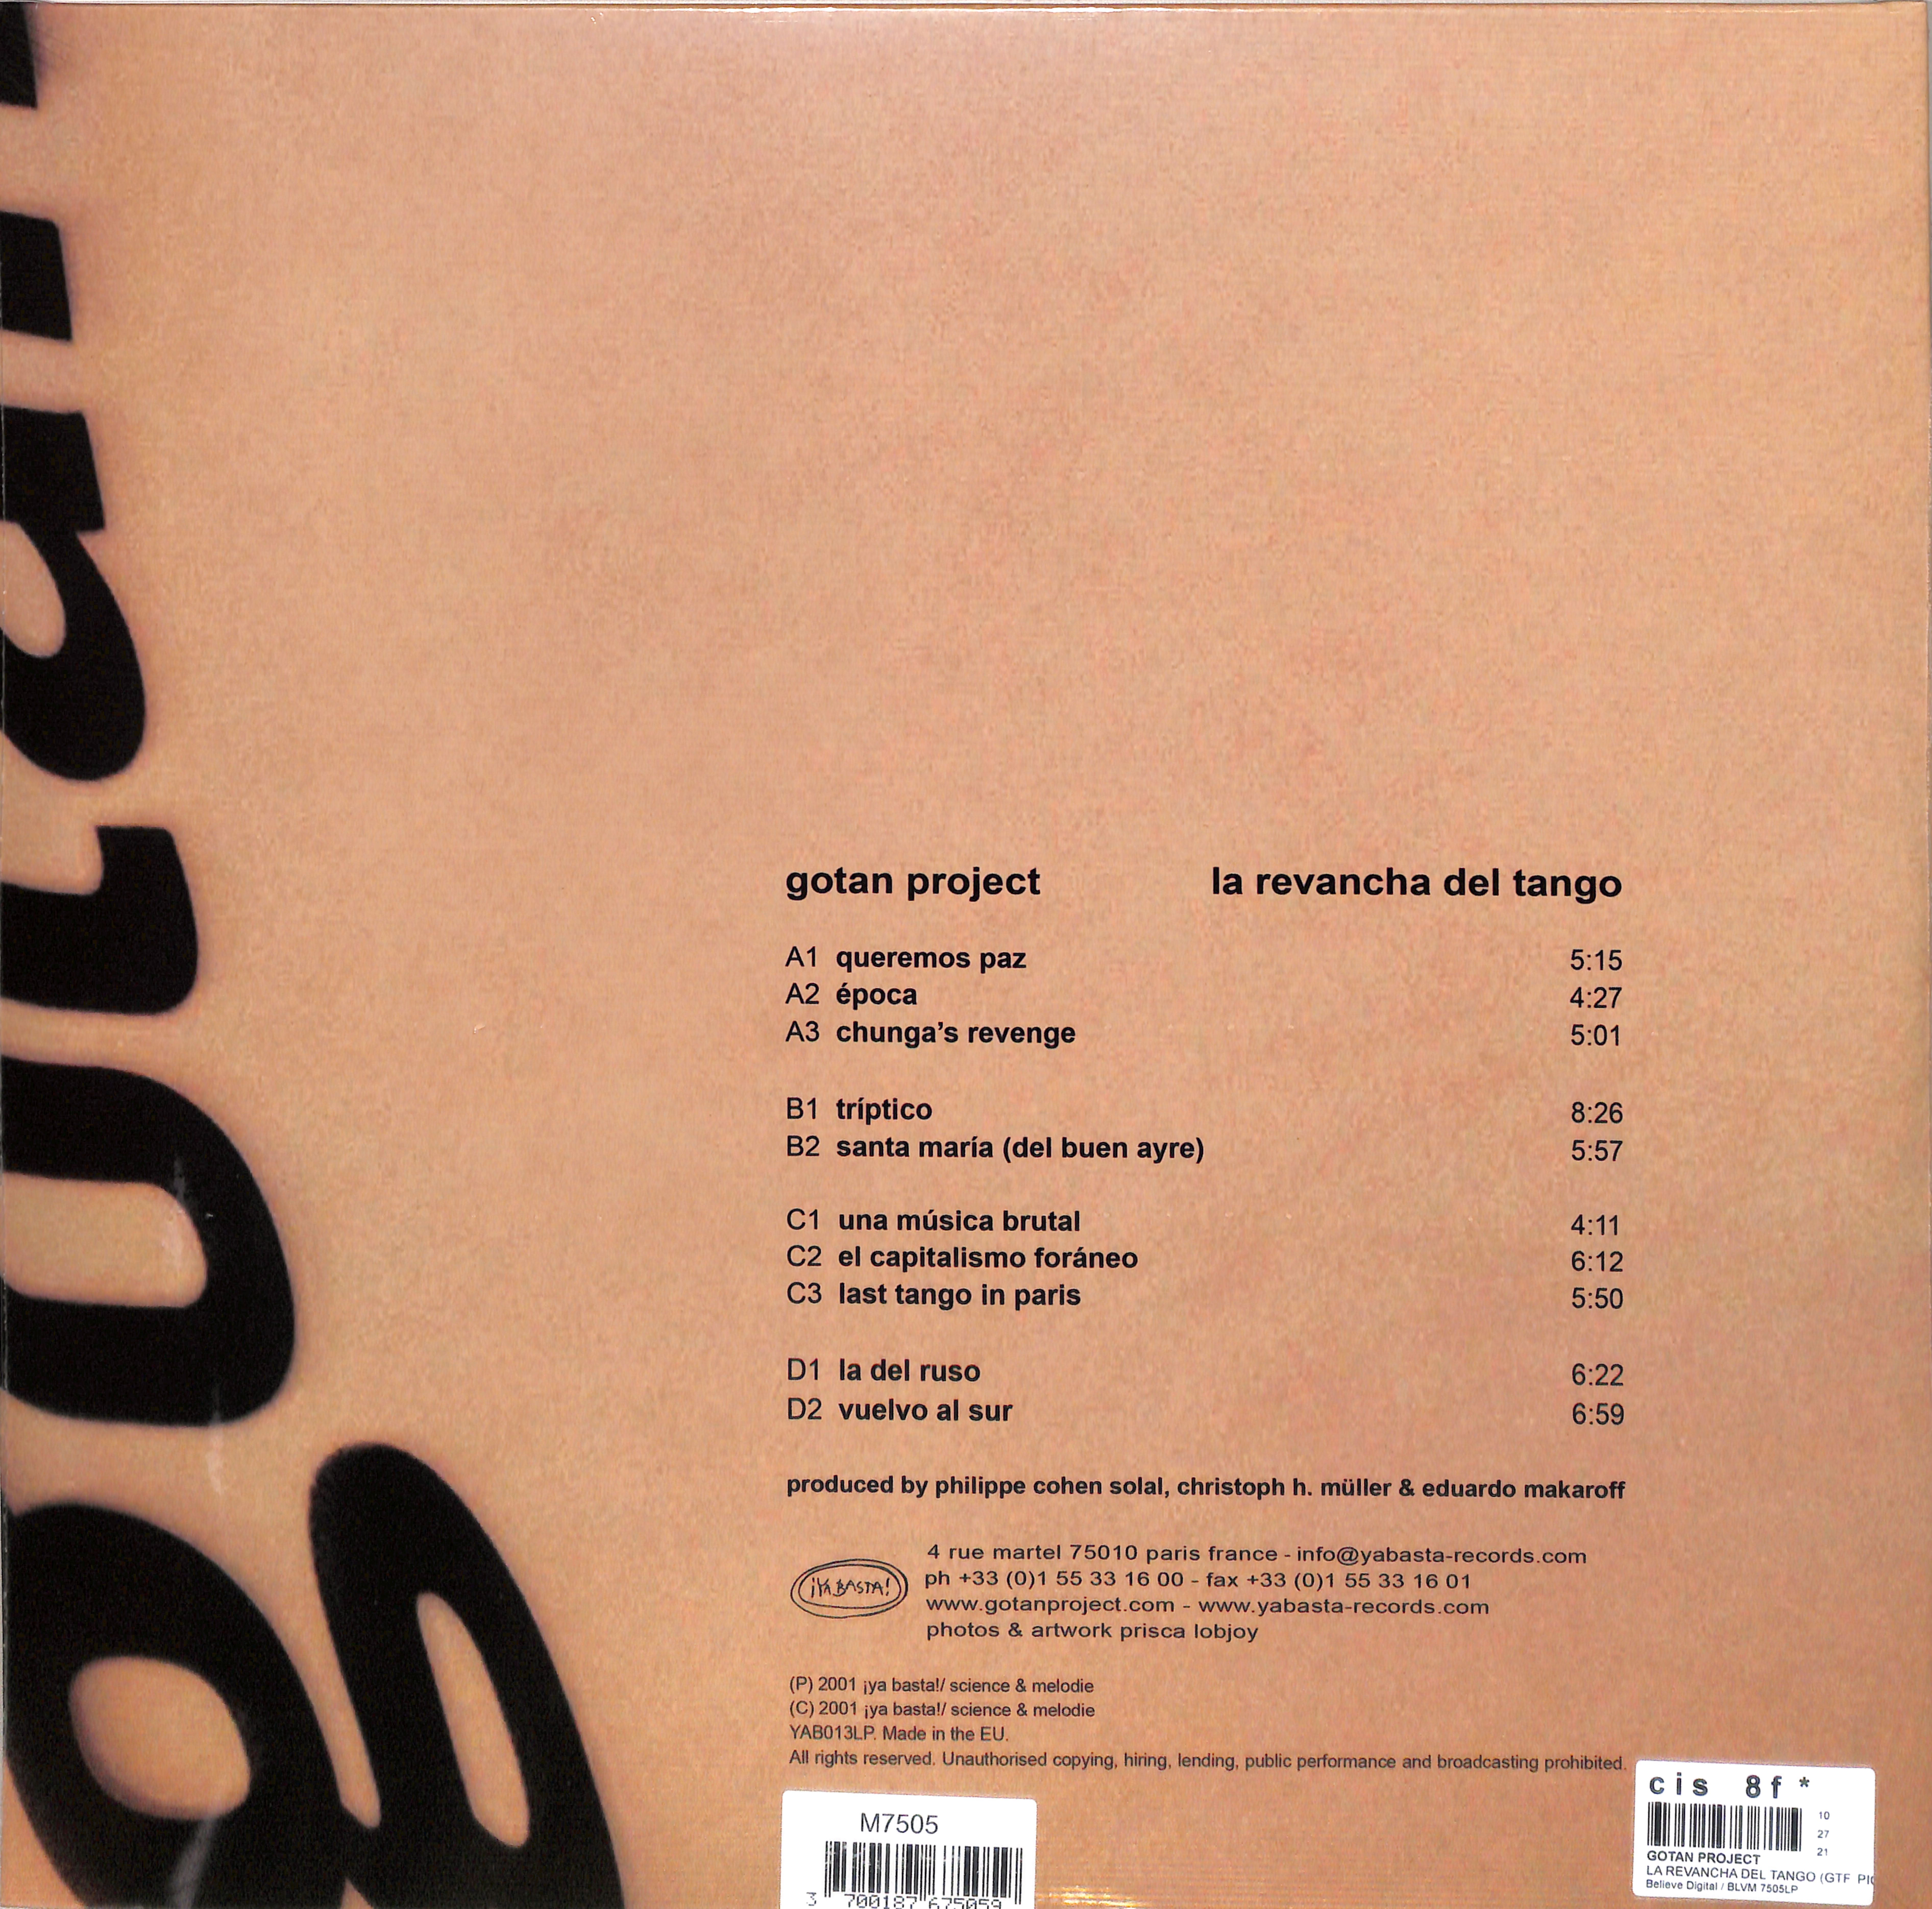 gotan project la revancha del tango
A1 queremos paz 5:15
A2 época 4:27
A3 chunga's revenge 5:01
B1 tríptico 8:26
B2 santa maría (del buen ayre) 5:57
C1 una música brutal 4:11
C2 el capitalismo foráneo 6:12
C3 last tango in paris 5:50
D1 la del ruso 6:22
D2 vuelvo al sur 6:59
produced by philippe cohen solal, christoph h. müller & eduardo makaroff
¡YA BASTA!
4 rue martel 75010 paris france - info@yabasta-records.com
ph +33 (0)1 55 33 16 00 - fax +33 (0)1 55 33 16 01
www.gotanproject.com - www.yabasta-records.com
photos & artwork prisca lobjoy
(P) 2001 ¡ya basta!/ science & melodie
(C) 2001 ¡ya basta!/ science & melodie
YAB013LP. Made in the EU.
All rights reserved. Unauthorised copying, hiring, lending, public performance and broadcasting prohibited.
M7505
3 700187 675059
cis 8f *
10
27
21
GOTAN PROJECT
LA REVANCHA DEL TANGO (GTF PIC
Believe Digital / BLVM 7505LP